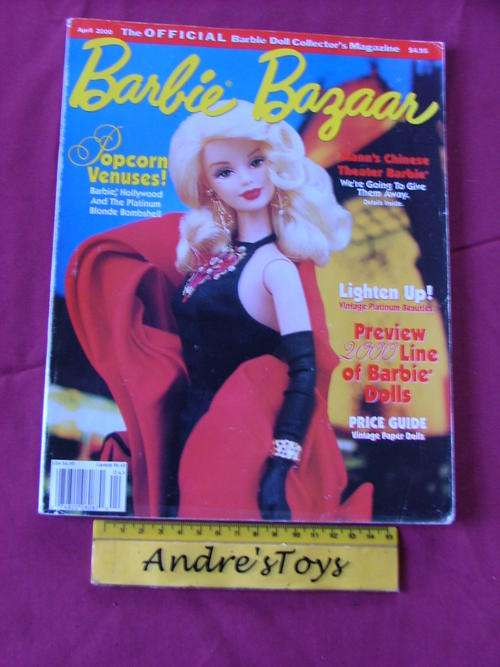 April 2000 The OFFICIAL Barbie Doll Collector's Magazine $4.95
Barbie® Bazaar
Popcorn
Venuses!
Barbie,® Hollywood
And The Platinum
Blonde Bombshell
Mann's Chinese
Theater Barbie®
We're Going To Give
Them Away.
Details Inside.
Lighten Up!
Vintage Platinum Beauties
Preview
2000 Line
of Barbie®
Dolls
PRICE GUIDE
Vintage Paper Dolls
Andre'sToys